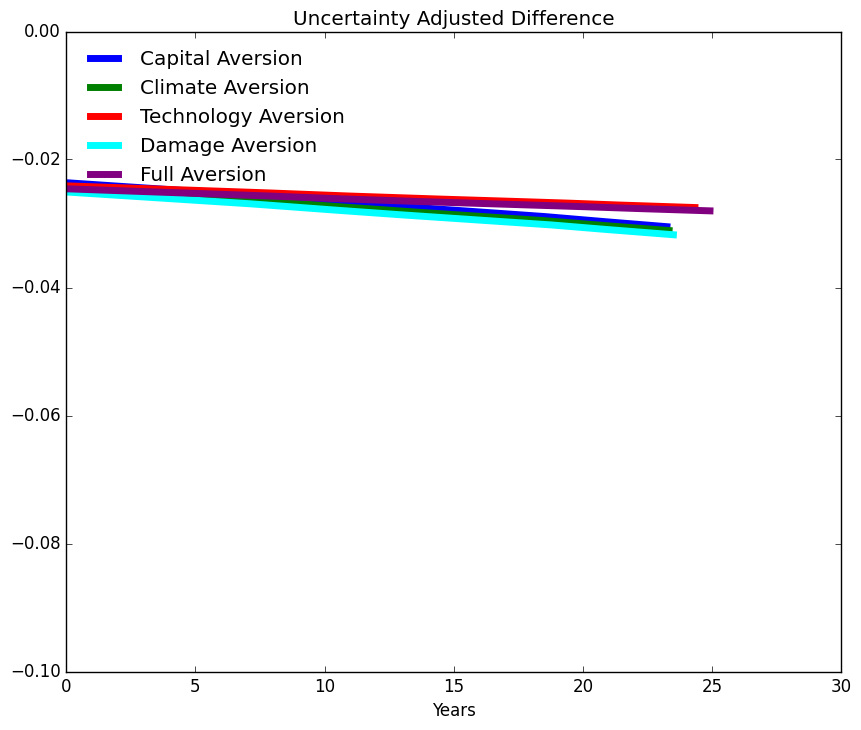 Uncertainty Adjusted Difference
0.00
Capital Aversion
Climate Aversion
Technology Aversion
Damage Aversion
Full Aversion
−0.02
−0.04
−0.06
−0.08
−0.10
0 5 10 15 20 25 30
Years